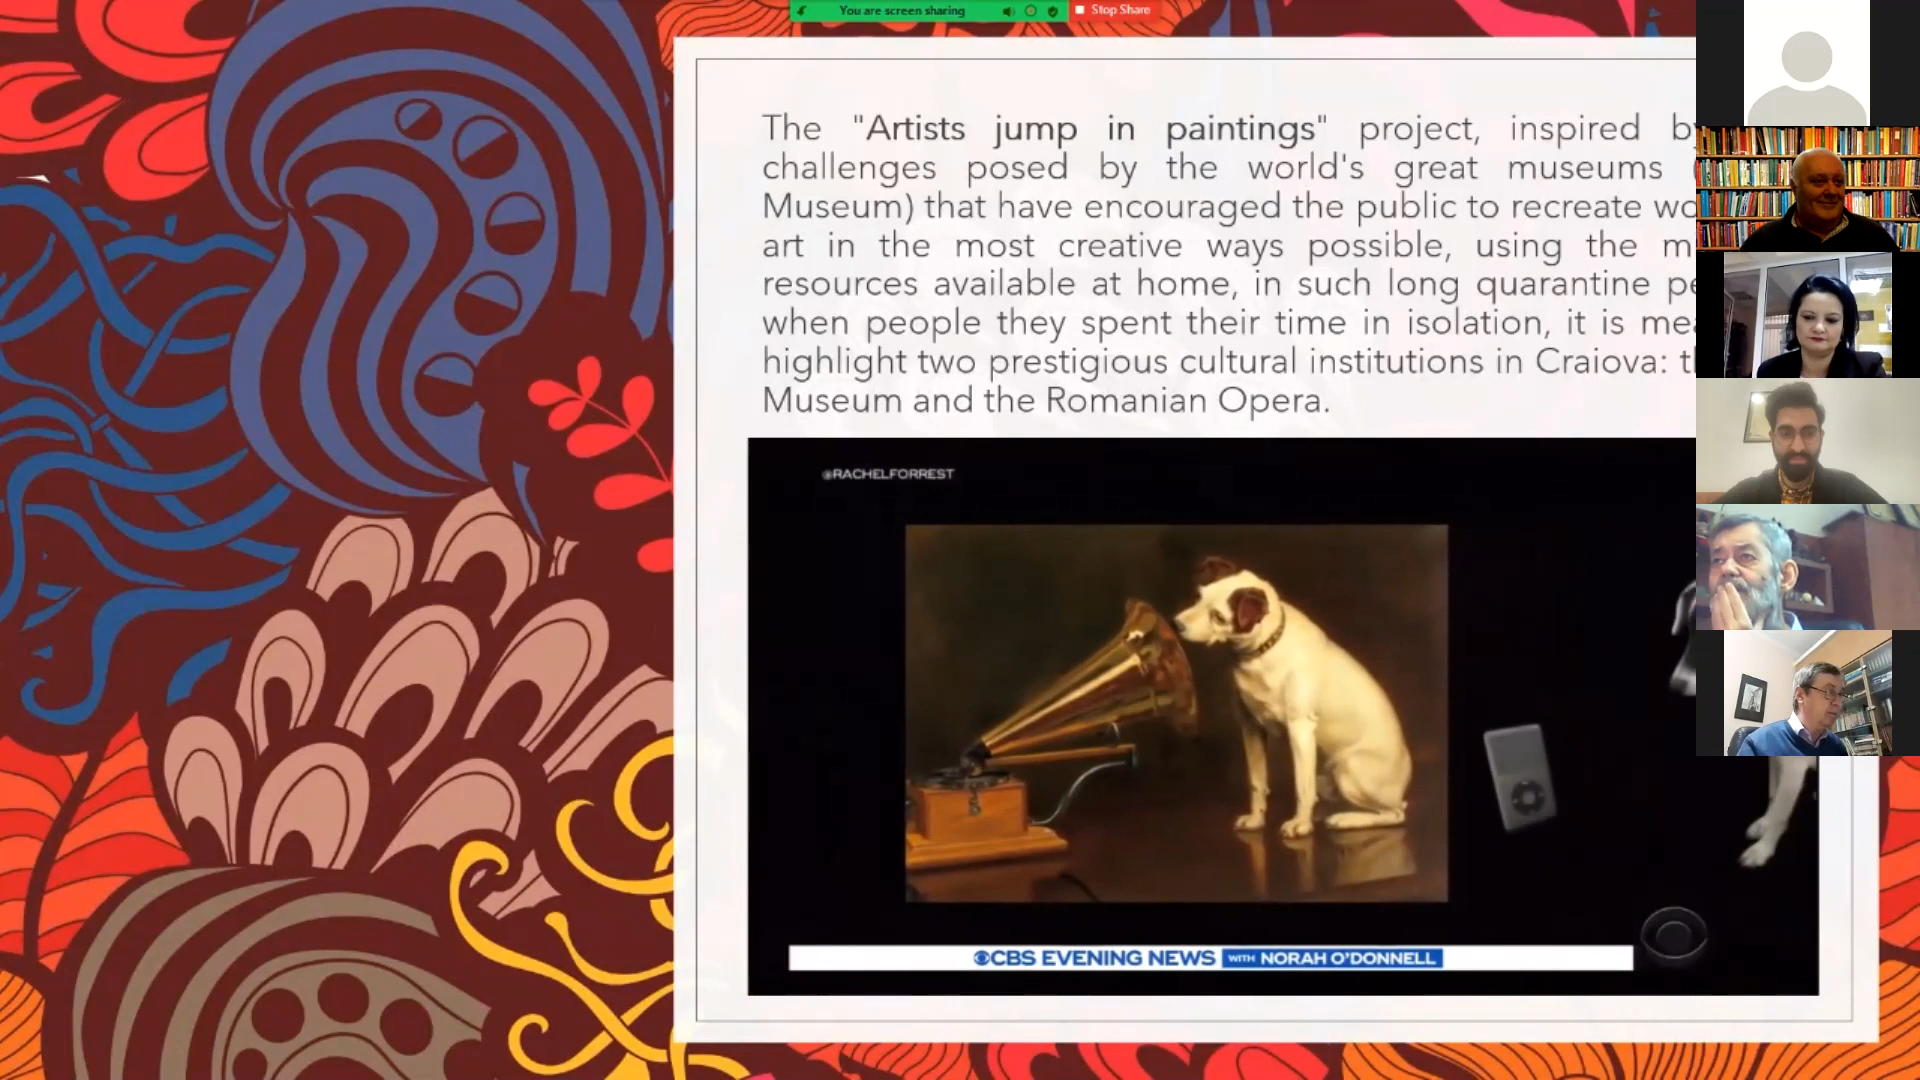 You are screen sharing
Stop Share
The "Artists jump in paintings" project, inspired
challenges posed by the world's great museums
Museum) that have encouraged the public to recreate
art in the most creative ways possible, using the
resources available at home, in such long quarantine
when people they spent their time in isolation, it is
highlight two prestigious cultural institutions in Craiova:
Museum and the Romanian Opera.
@RACHELFORREST
CBS EVENING NEWS WITH NORAH O'DONNELL